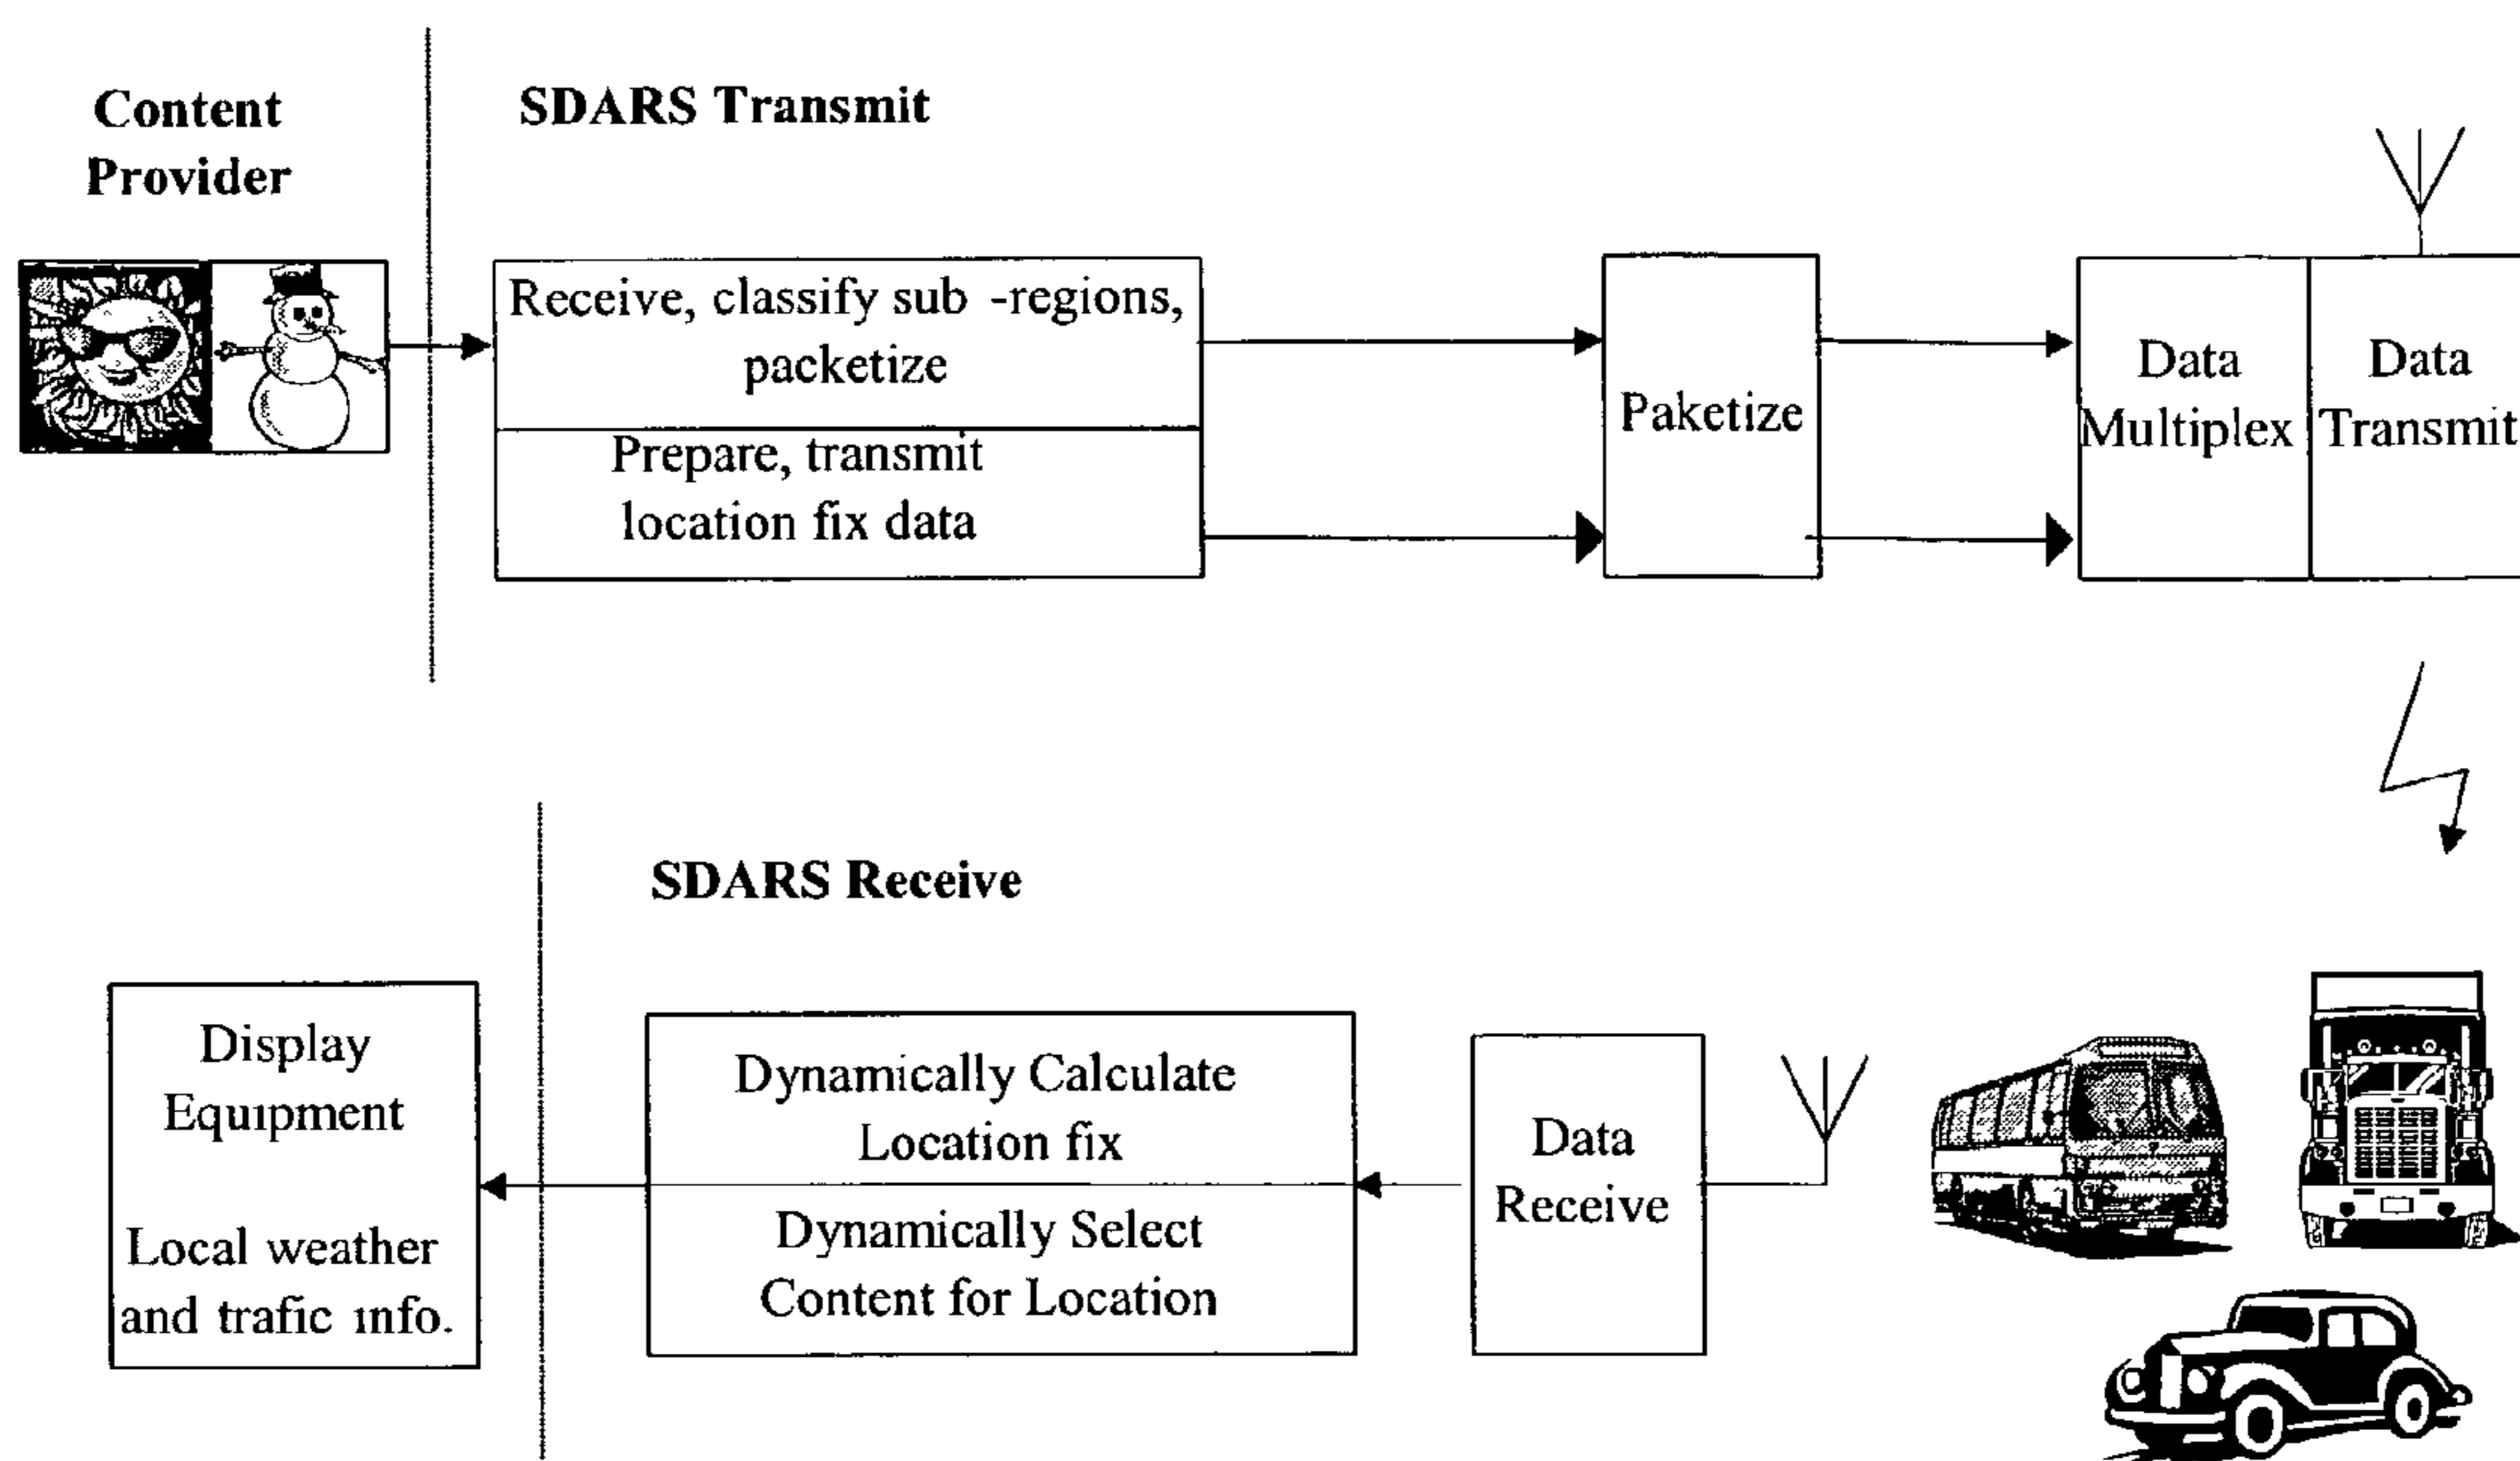 Content
Provider
SDARS Transmit
Receive, classify sub -regions,
packetize
Prepare, transmit
location fix data
Paketize
Data
Multiplex
Data
Transmit
SDARS Receive
Display
Equipment
Local weather
and trafic info.
Dynamically Calculate
Location fix
Dynamically Select
Content for Location
Data
Receive